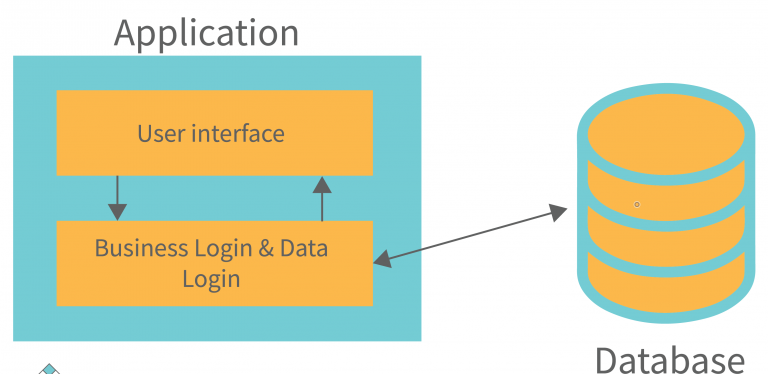 Application
User interface
Business Login & Data
Login
Database